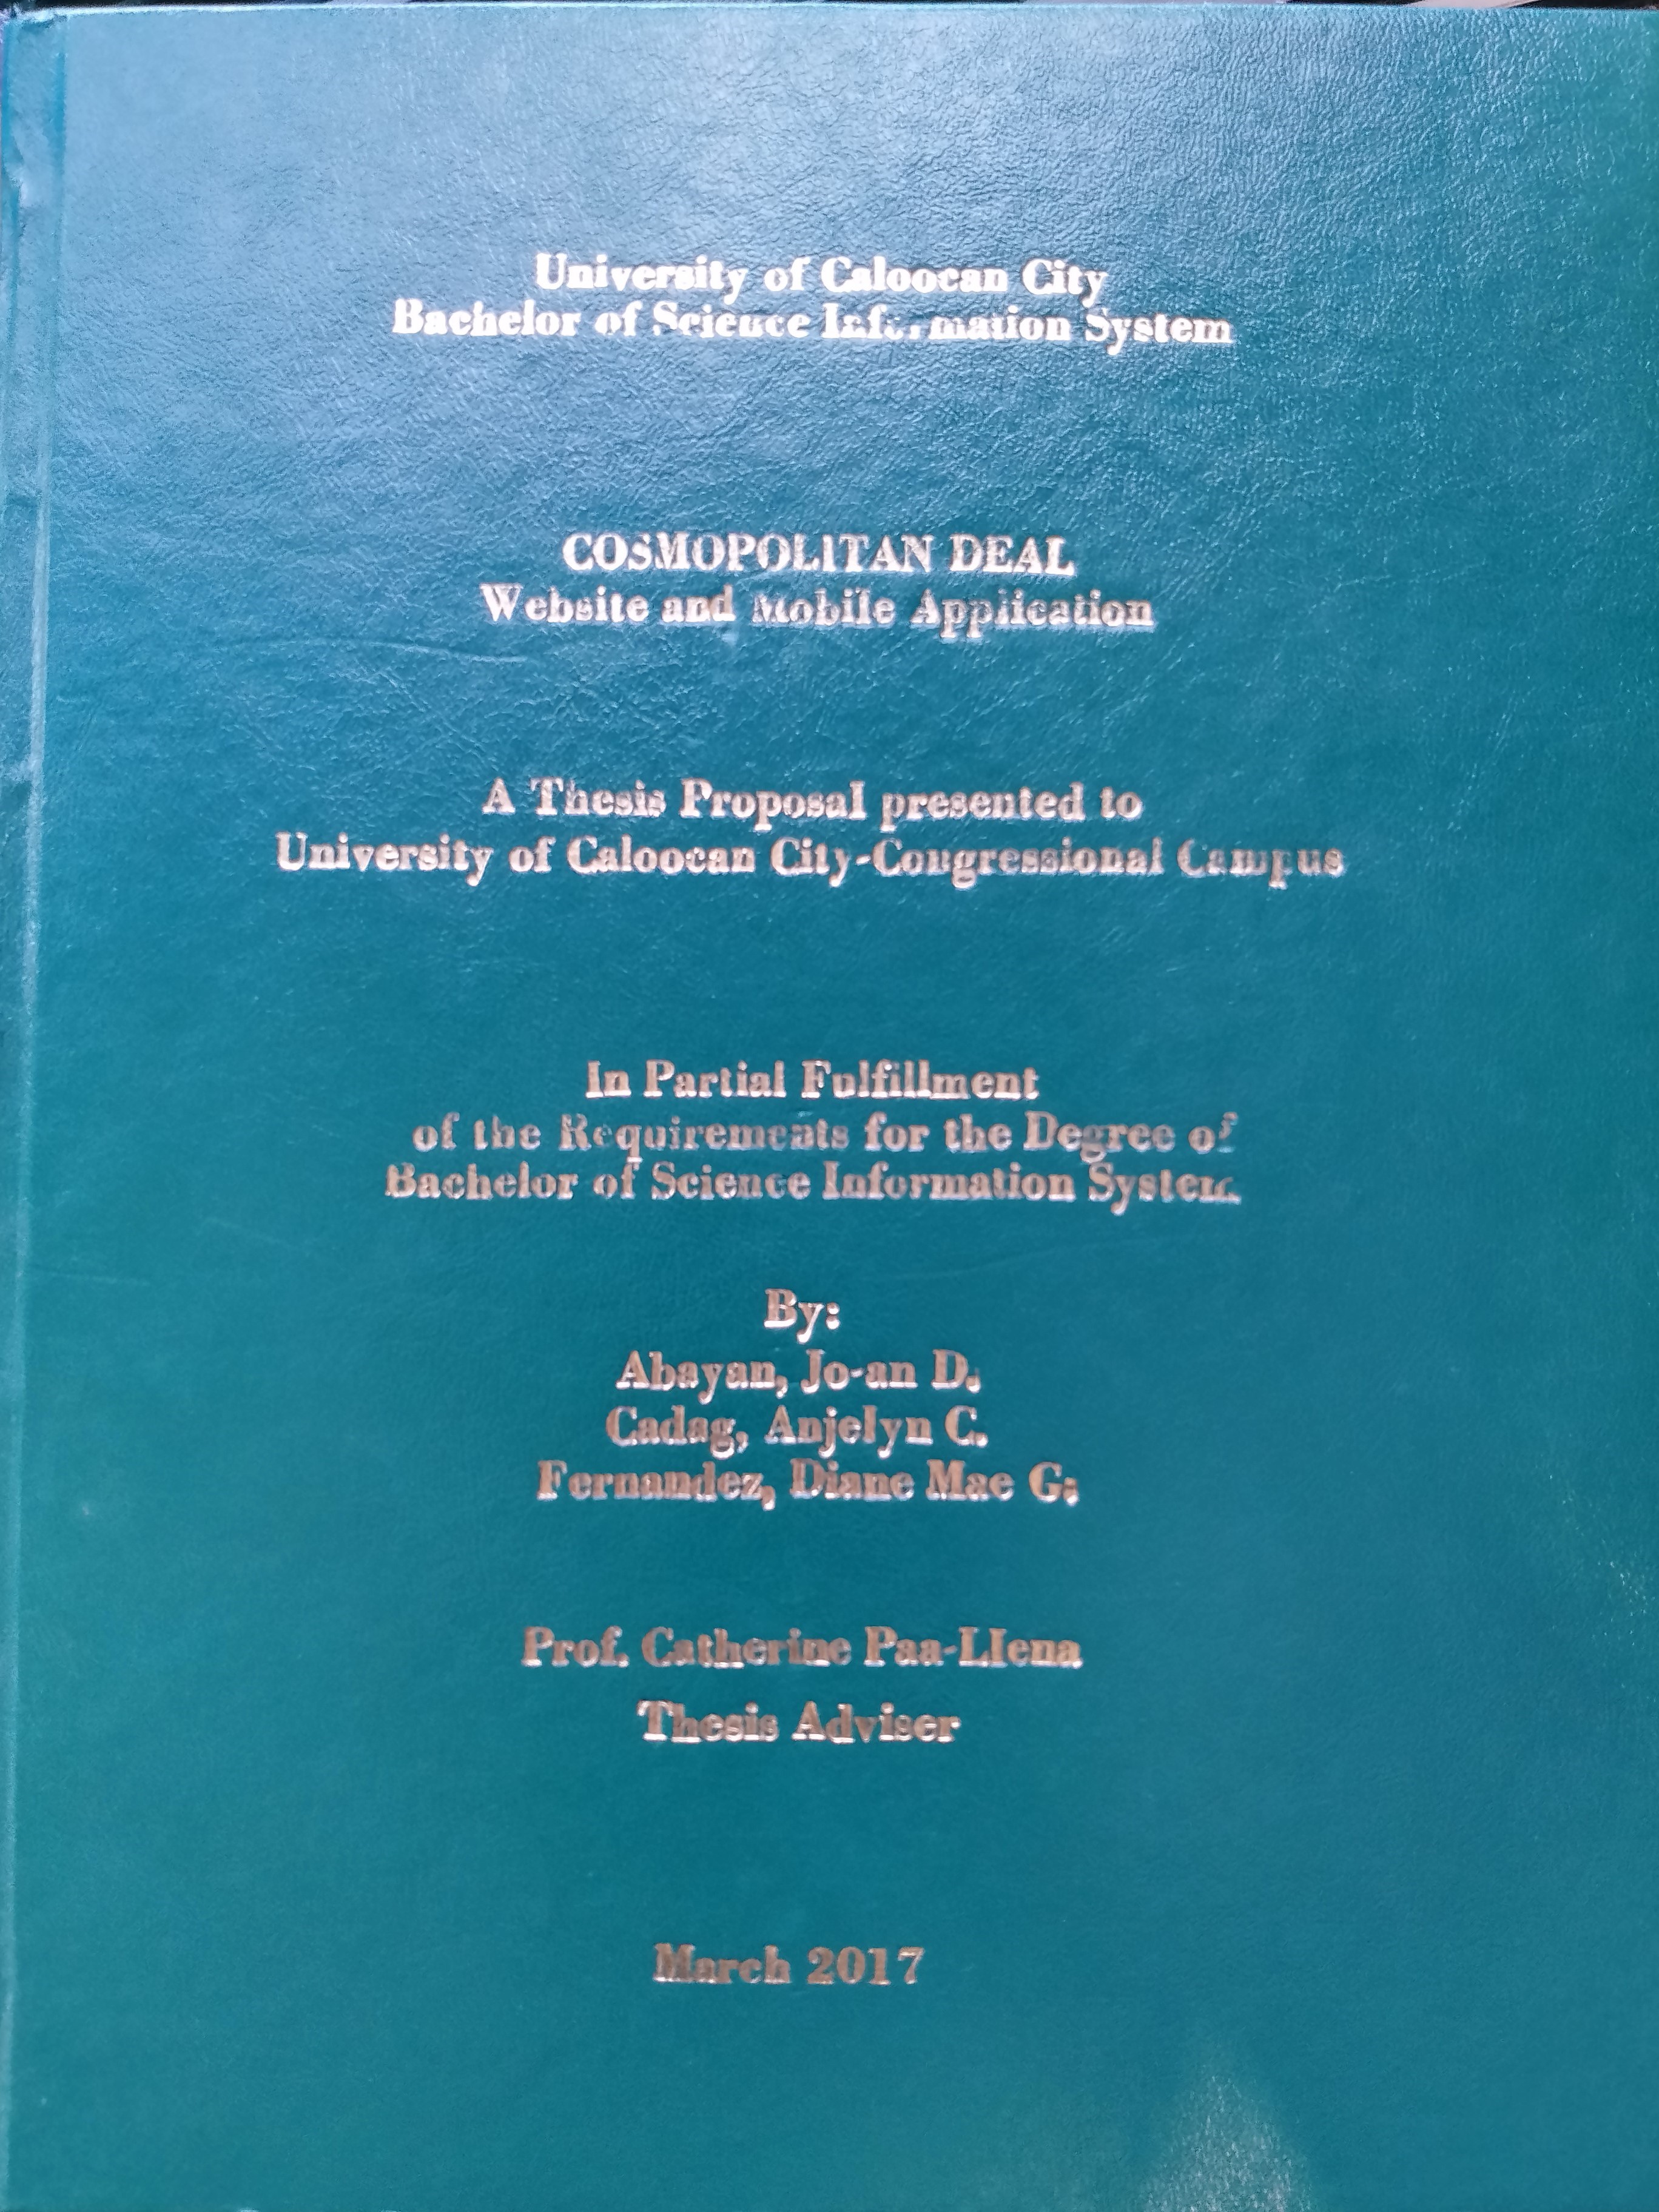 University of Caloocan City
Bachelor of Science Information System
COSMOPOLITAN DEAL
Website and Mobile Application
A Thesis Proposal presented to
University of Caloocan City-Congressional Campus
In Partial Fulfillment
of the Requirements for the Degree of
Bachelor of Science Information System
By:
Abayan, Jo-an D.
Cadag, Anjelyn C.
Fernandez, Diane Mae G.
Prof. Catherine Paa-Llena
Thesis Adviser
March 2017